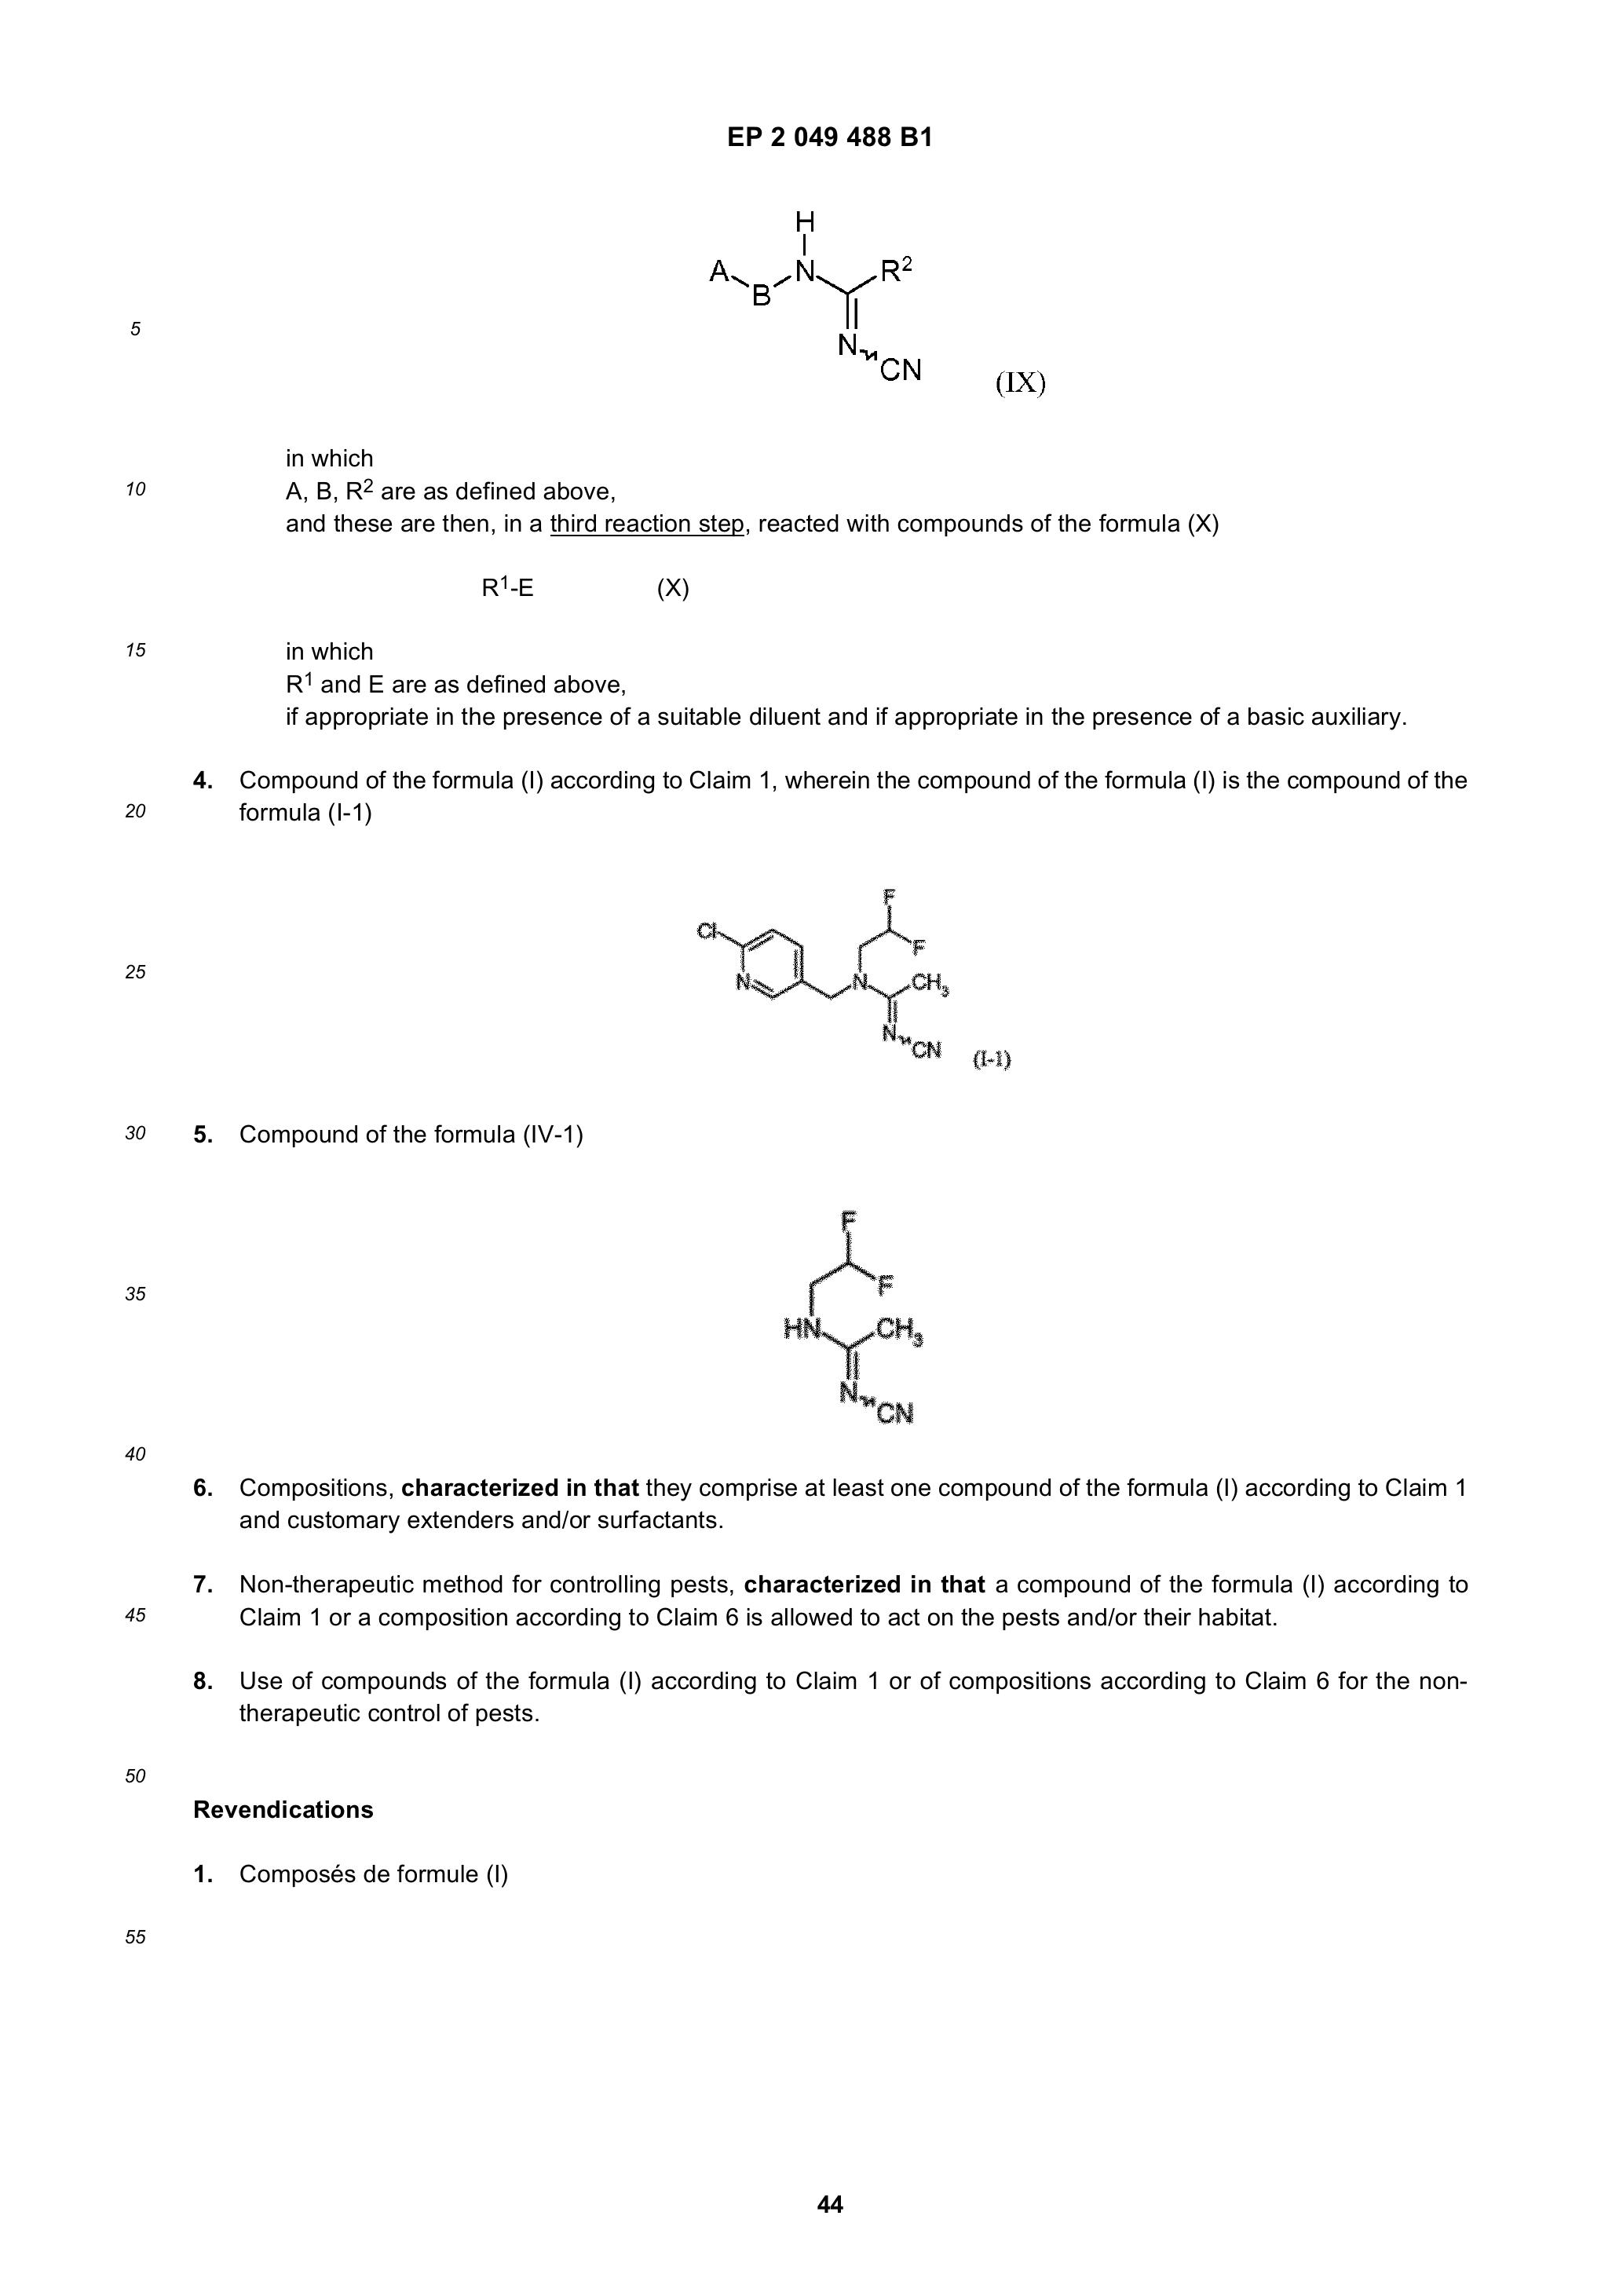 EP 2 049 488 B1
H
A
N
R2
B
5
N
CN
(IX)
in which
10
A, B, R2 are as defined above,
and these are then, in a third reaction step, reacted with compounds of the formula (X)
R1-E (X)
15
in which
R1 and E are as defined above,
if appropriate in the presence of a suitable diluent and if appropriate in the presence of a basic auxiliary.
4. Compound of the formula (I) according to Claim 1, wherein the compound of the formula (I) is the compound of the
20
formula (I-1)
F
Cl
F
25
N
N
CH3
N
CN
(I-1)
30
5. Compound of the formula (IV-1)
F
35
F
HN
CH3
N
CN
40
6. Compositions, characterized in that they comprise at least one compound of the formula (I) according to Claim 1
and customary extenders and/or surfactants.
7. Non-therapeutic method for controlling pests, characterized in that a compound of the formula (I) according to
45
Claim 1 or a composition according to Claim 6 is allowed to act on the pests and/or their habitat.
8. Use of compounds of the formula (I) according to Claim 1 or of compositions according to Claim 6 for the non-
therapeutic control of pests.
50
Revendications
1. Composés de formule (I)
55
44